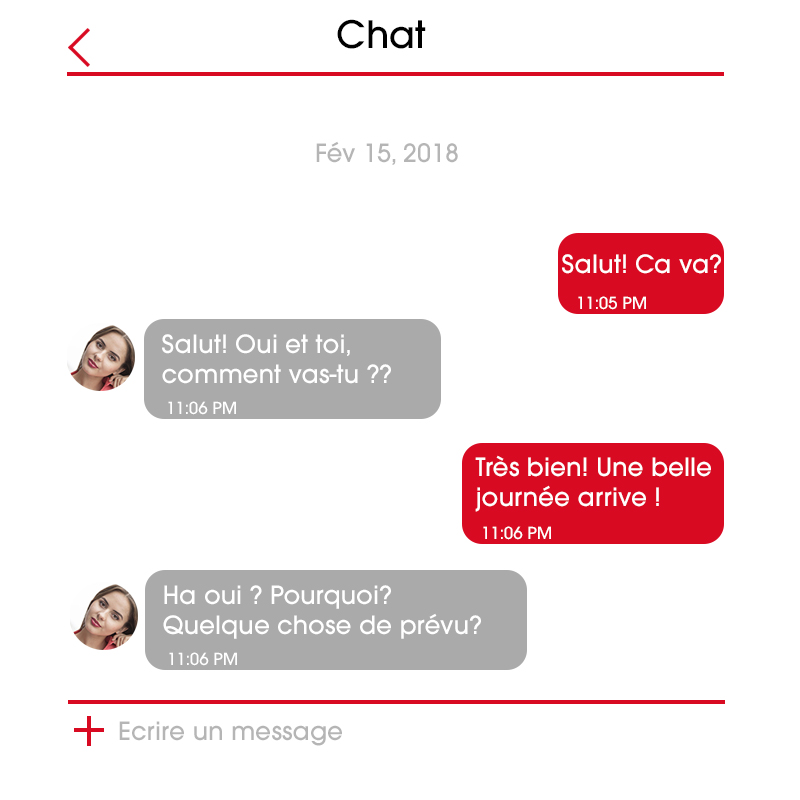 Chat
Fév 15, 2018
Salut! Ca va?
11:05 PM
Salut! Oui et toi,
comment vas-tu ??
11:06 PM
Très bien! Une belle
journée arrive !
11:06 PM
Ha oui ? Pourquoi?
Quelque chose de prévu?
11:06 PM
Ecrire un message